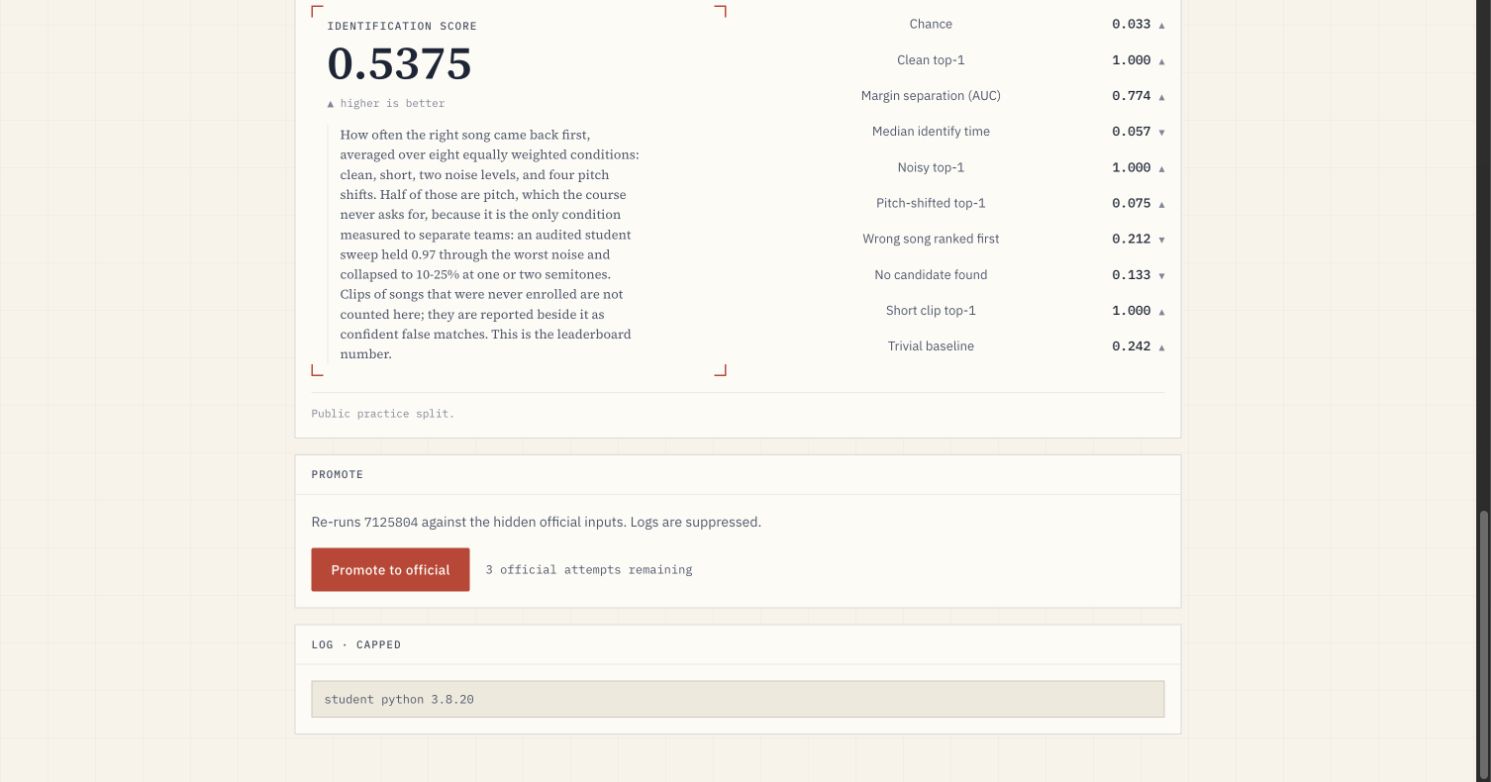 IDENTIFICATION SCORE
0.5375
▲ higher is better
How often the right song came back first,
averaged over eight equally weighted conditions:
clean, short, two noise levels, and four pitch
shifts. Half of those are pitch, which the course
never asks for, because it is the only condition
measured to separate teams: an audited student
sweep held 0.97 through the worst noise and
collapsed to 10-25% at one or two semitones.
Clips of songs that were never enrolled are not
counted here; they are reported beside it as
confident false matches. This is the leaderboard
number.
Chance 0.033 ▲
Clean top-1 1.000 ▲
Margin separation (AUC) 0.774 ▲
Median identify time 0.057 ▼
Noisy top-1 1.000 ▲
Pitch-shifted top-1 0.075 ▲
Wrong song ranked first 0.212 ▼
No candidate found 0.133 ▼
Short clip top-1 1.000 ▲
Trivial baseline 0.242 ▲
Public practice split.
PROMOTE
Re-runs 7125804 against the hidden official inputs. Logs are suppressed.
Promote to official 3 official attempts remaining
LOG · CAPPED
student python 3.8.20